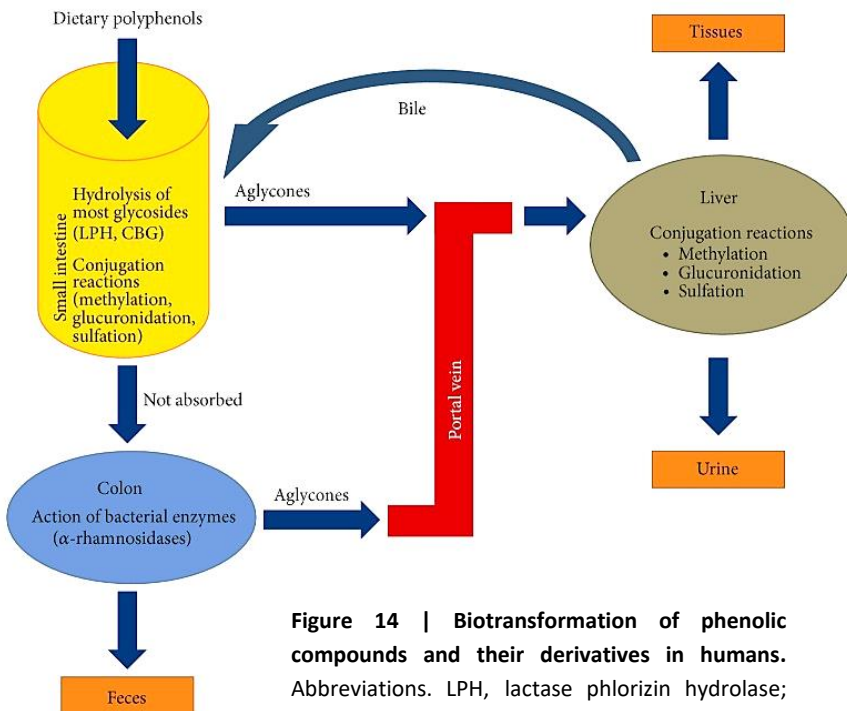 Dietary polyphenols
Tissues
Bile
Small intestine
Hydrolysis of
most glycosides
(LPH, CBG)
Conjugation
reactions
(methylation,
glucuronidation,
sulfation)
Aglycones
Liver
Conjugation reactions
• Methylation
• Glucuronidation
• Sulfation
Portal vein
Not absorbed
Colon
Action of bacterial enzymes
(α-rhamnosidases)
Aglycones
Urine
Feces
Figure 14 | Biotransformation of phenolic
compounds and their derivatives in humans.
Abbreviations. LPH, lactase phlorizin hydrolase;